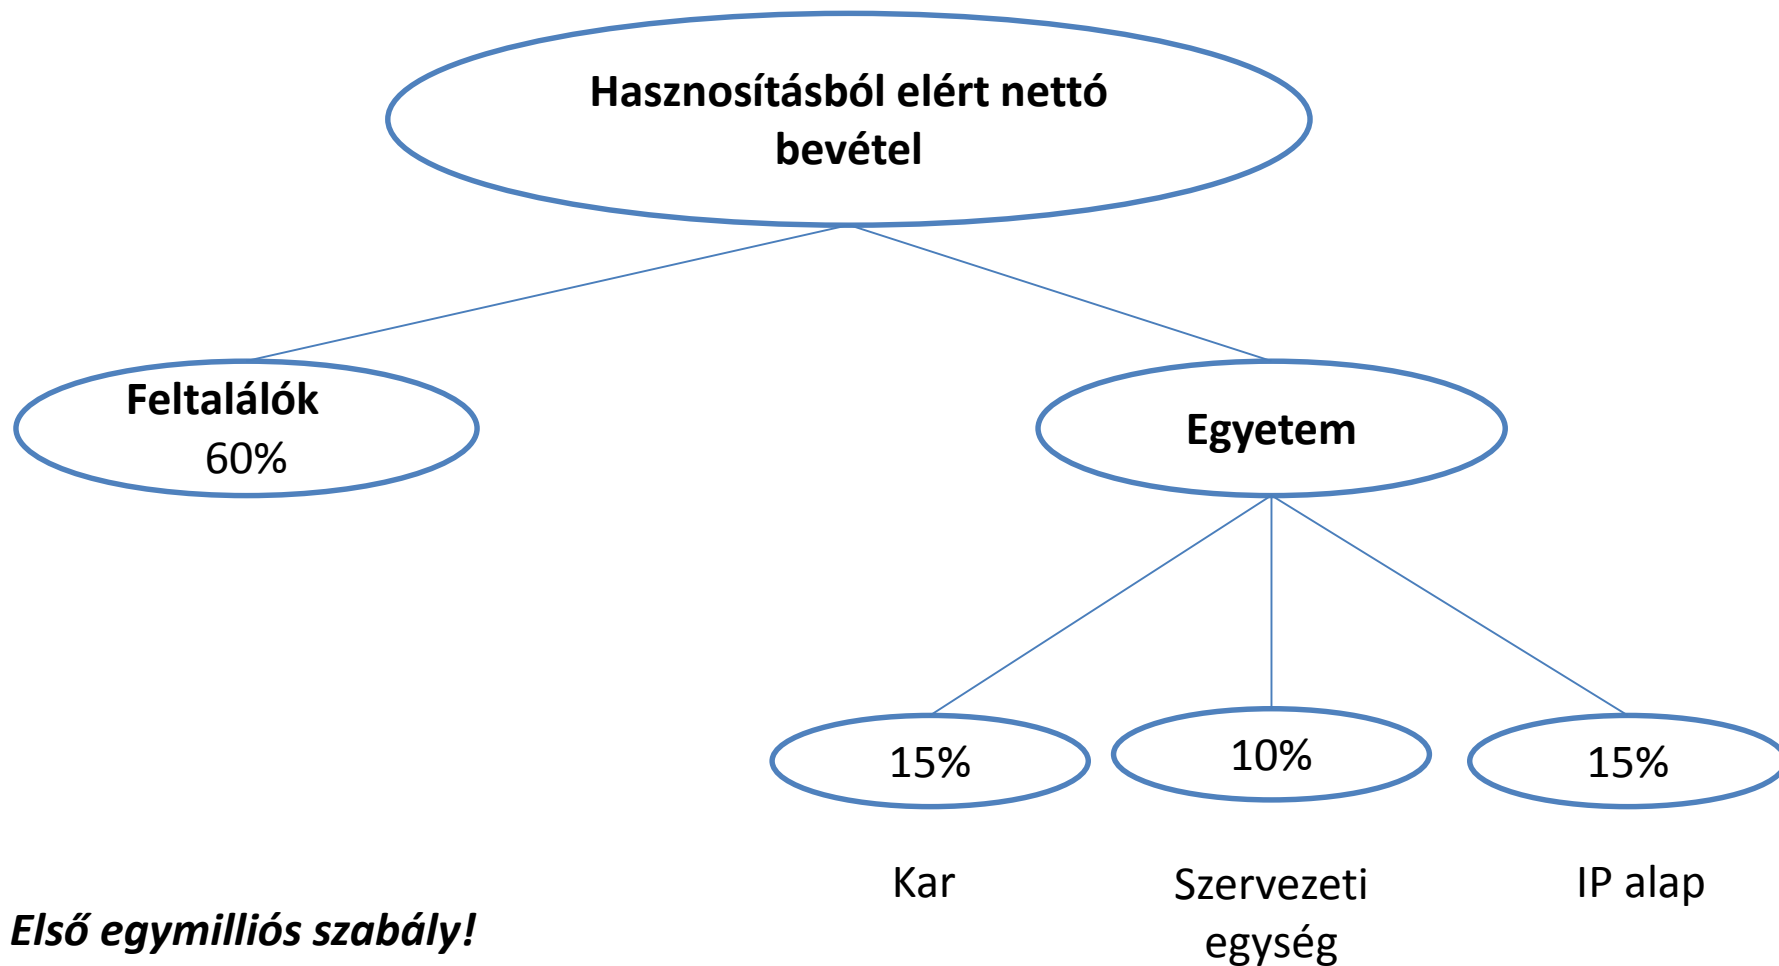 Hasznosításból elért nettó
bevétel
Feltalálók
60%
Egyetem
15%
10%
15%
Kar
Szervezeti
egység
IP alap
Első egymilliós szabály!